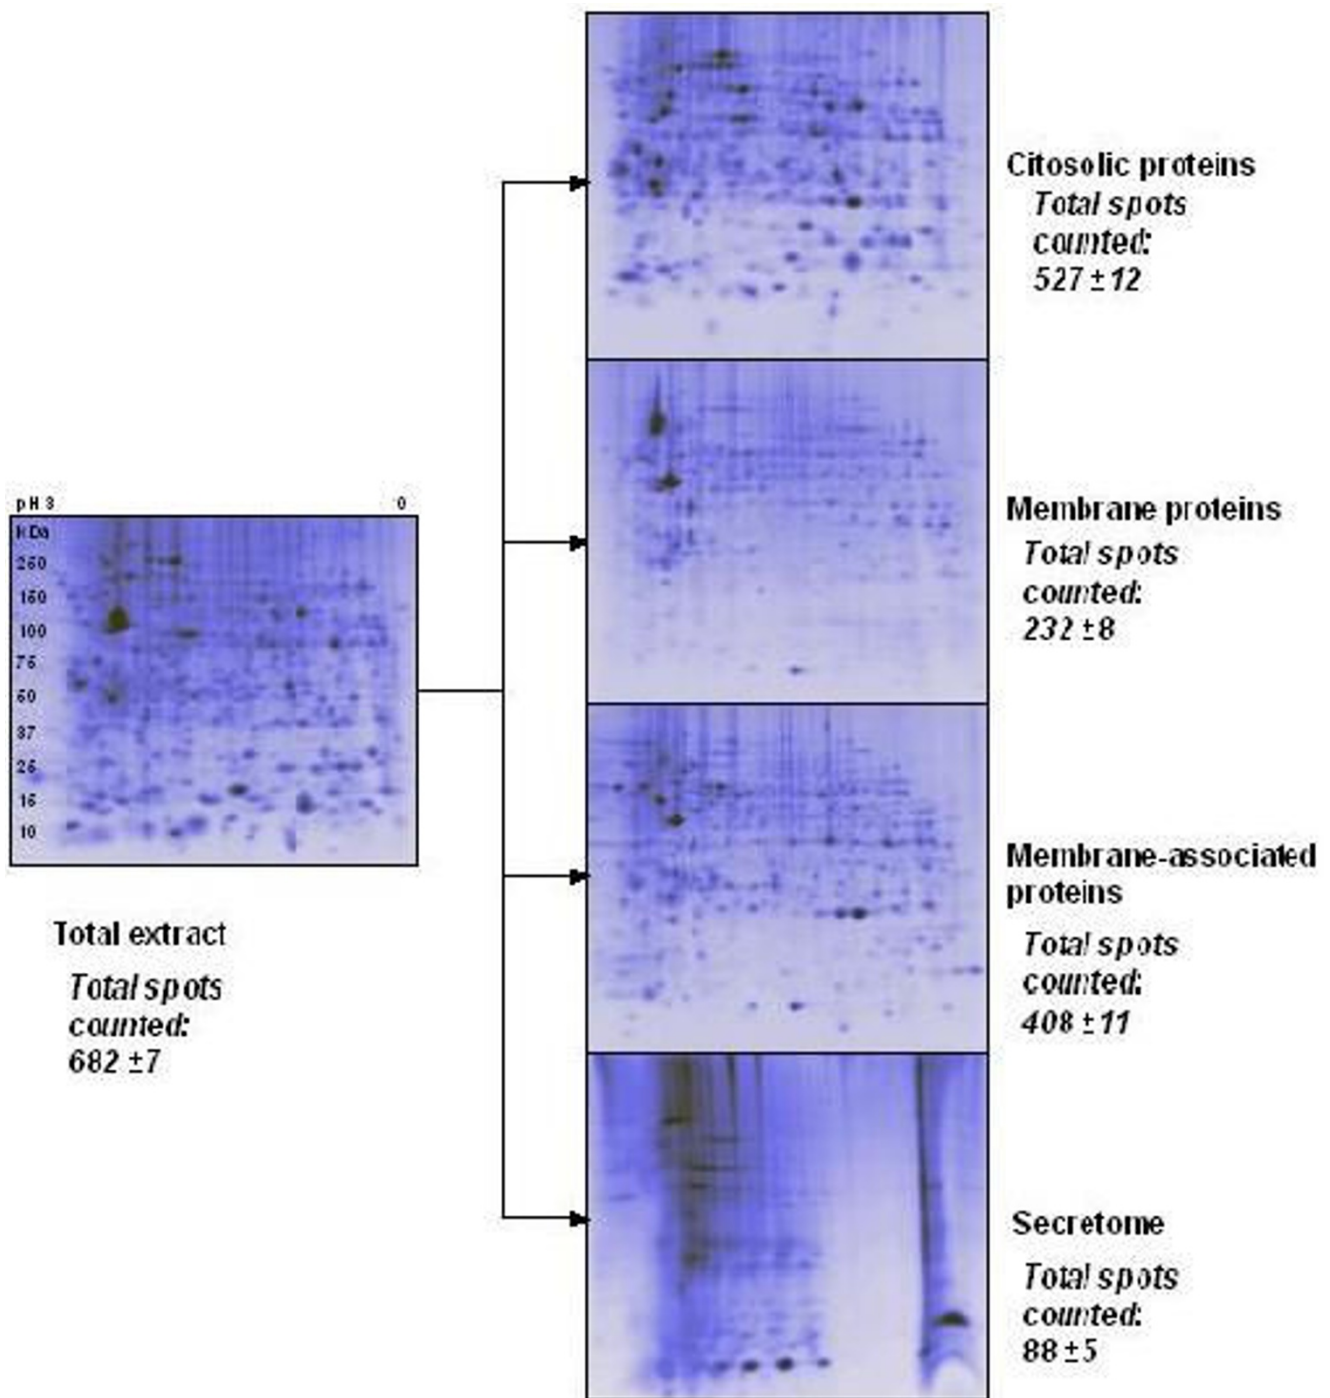 pH 3
0
kDa
250
150
100
75
50
37
25
15
10
Total extract
Total spots
counted:
682 ±7
Citosolic proteins
Total spots
counted:
527 ±12
Membrane proteins
Total spots
counted:
232 ±8
Membrane-associated
proteins
Total spots
counted:
408 ±11
Secretome
Total spots
counted:
88 ±5